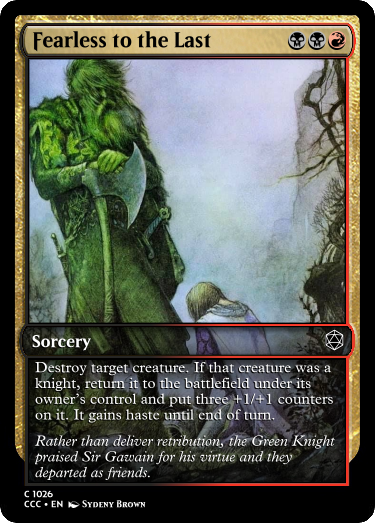 Fearless to the Last
Sorcery
Destroy target creature. If that creature was a
knight, return it to the battlefield under its
owner's control and put three +1/+1 counters
on it. It gains haste until end of turn.
Rather than deliver retribution, the Green Knight
praised Sir Gawain for his virtue and they
departed as friends.
C 1026
CCC • EN SYDENY BROWN